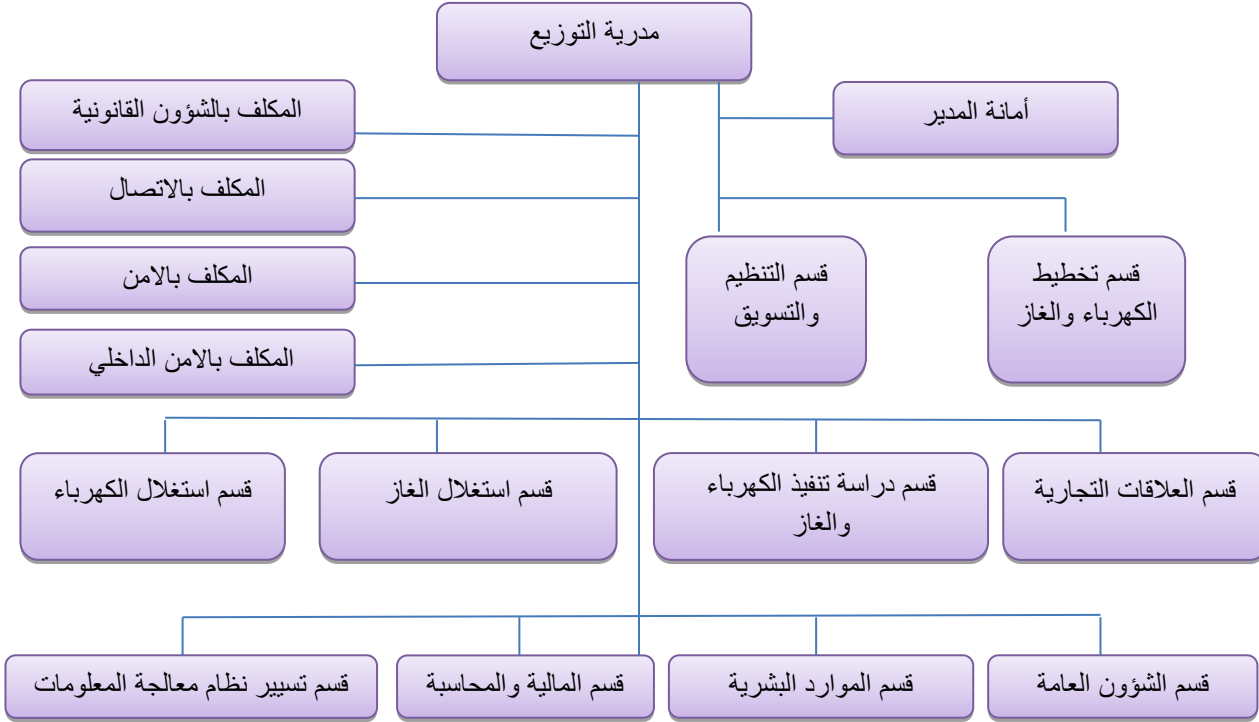 مدرية التوزيع
أمانة المدير
المكلف بالشؤون القانونية
المكلف بالاتصال
المكلف بالامن
المكلف بالامن الداخلي
قسم تخطيط
الكهرباء والغاز
قسم التنظيم
والتسويق
قسم العلاقات التجارية
قسم دراسة تنفيذ الكهرباء
والغاز
قسم استغلال الغاز
قسم استغلال الكهرباء
قسم الشؤون العامة
قسم الموارد البشرية
قسم المالية والمحاسبة
قسم تسيير نظام معالجة المعلومات